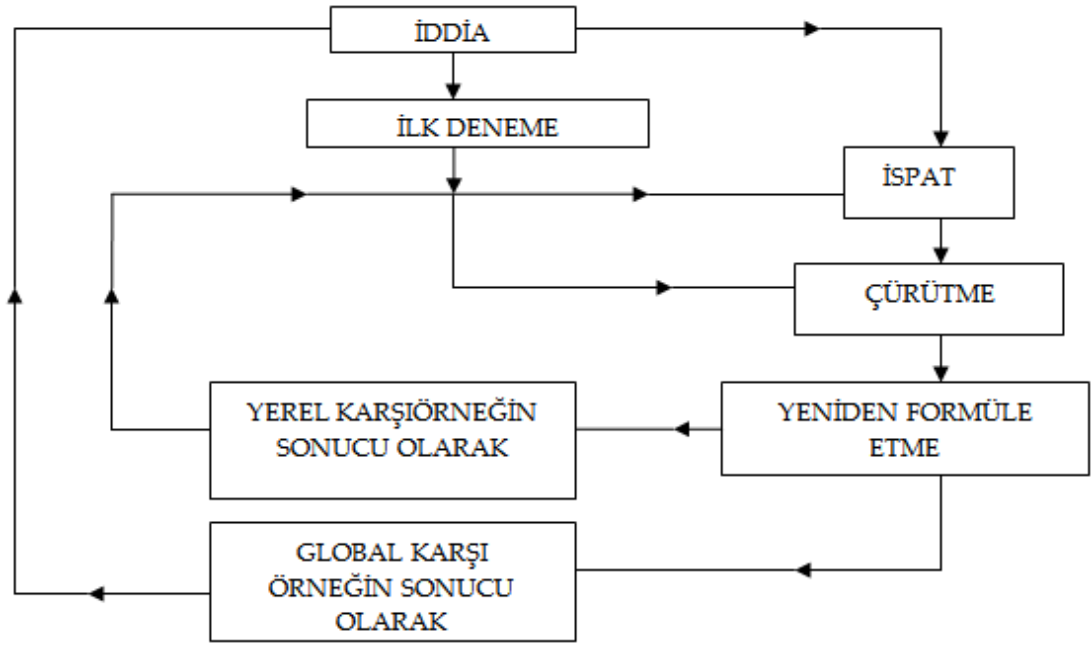 İDDİA
İLK DENEME
İSPAT
ÇÜRÜTME
YEREL KARŞIÖRNEĞİN
SONUCU OLARAK
YENİDEN FORMÜLE
ETME
GLOBAL KARŞI
ÖRNEĞİN SONUCU
OLARAK